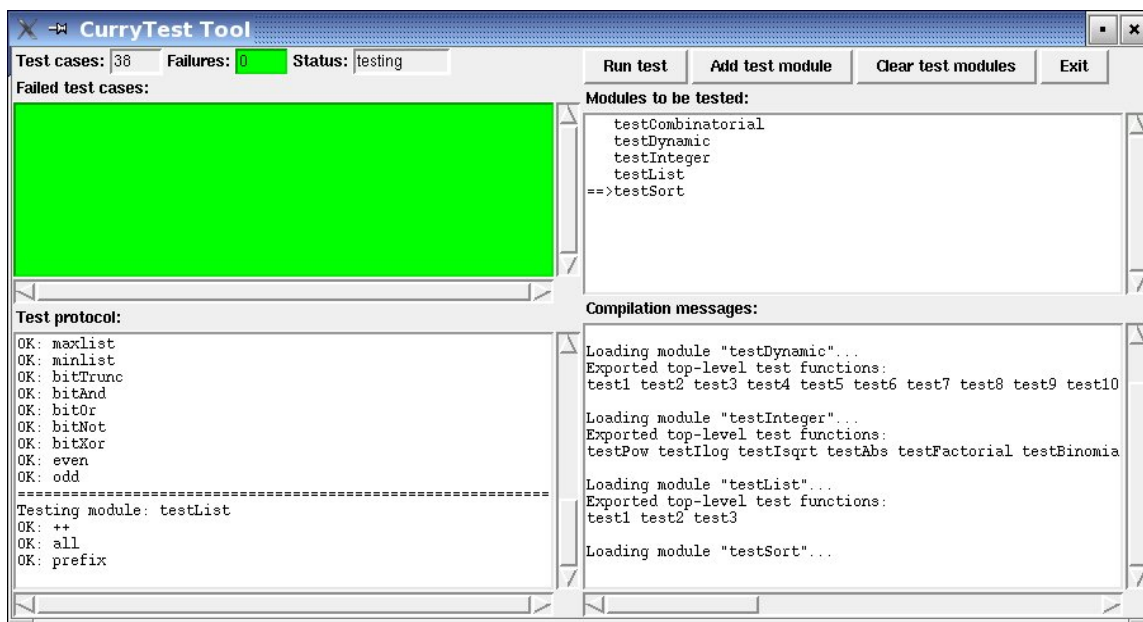 CurryTest Tool
Test cases: 38 Failures: 0 Status: testing
Run test Add test module Clear test modules Exit
Failed test cases:
Modules to be tested:
testCombinatorial
testDynamic
testInteger
testList
==>testSort
Test protocol:
OK: maxlist
OK: minlist
OK: bitTrunc
OK: bitAnd
OK: bitOr
OK: bitNot
OK: bitXor
OK: even
OK: odd
================================================================
Testing module: testList
OK: ++
OK: all
OK: prefix
Compilation messages:
Loading module "testDynamic"...
Exported top-level test functions:
test1 test2 test3 test4 test5 test6 test7 test8 test9 test10
Loading module "testInteger"...
Exported top-level test functions:
testPow testIlog testIsqrt testAbs testFactorial testBinomia
Loading module "testList"...
Exported top-level test functions:
test1 test2 test3
Loading module "testSort"...